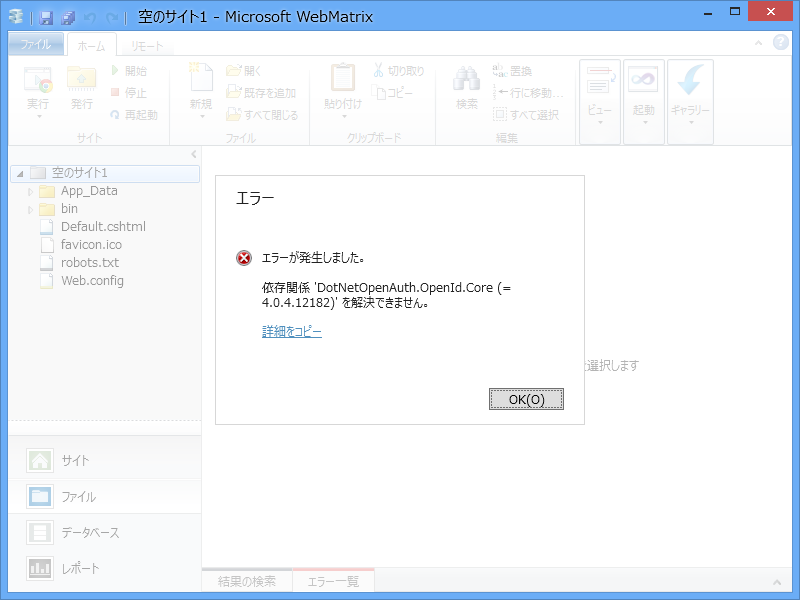 空のサイト1 - Microsoft WebMatrix
ファイル ホーム リモート
実行
発行
開始
停止
再起動
サイト
新規
開く
既存を追加
すべて閉じる
ファイル
貼り付け
切り取り
コピー
クリップボード
検索
置換
行に移動...
すべて選択
編集
ビュー
起動
ギャラリー
空のサイト1
App_Data
bin
Default.cshtml
favicon.ico
robots.txt
Web.config
エラー
エラーが発生しました。
依存関係 'DotNetOpenAuth.OpenId.Core (=
4.0.4.12182)' を解決できません。
詳細をコピー
OK(O)
選択します
サイト
ファイル
データベース
レポート
結果の検索 エラー一覧